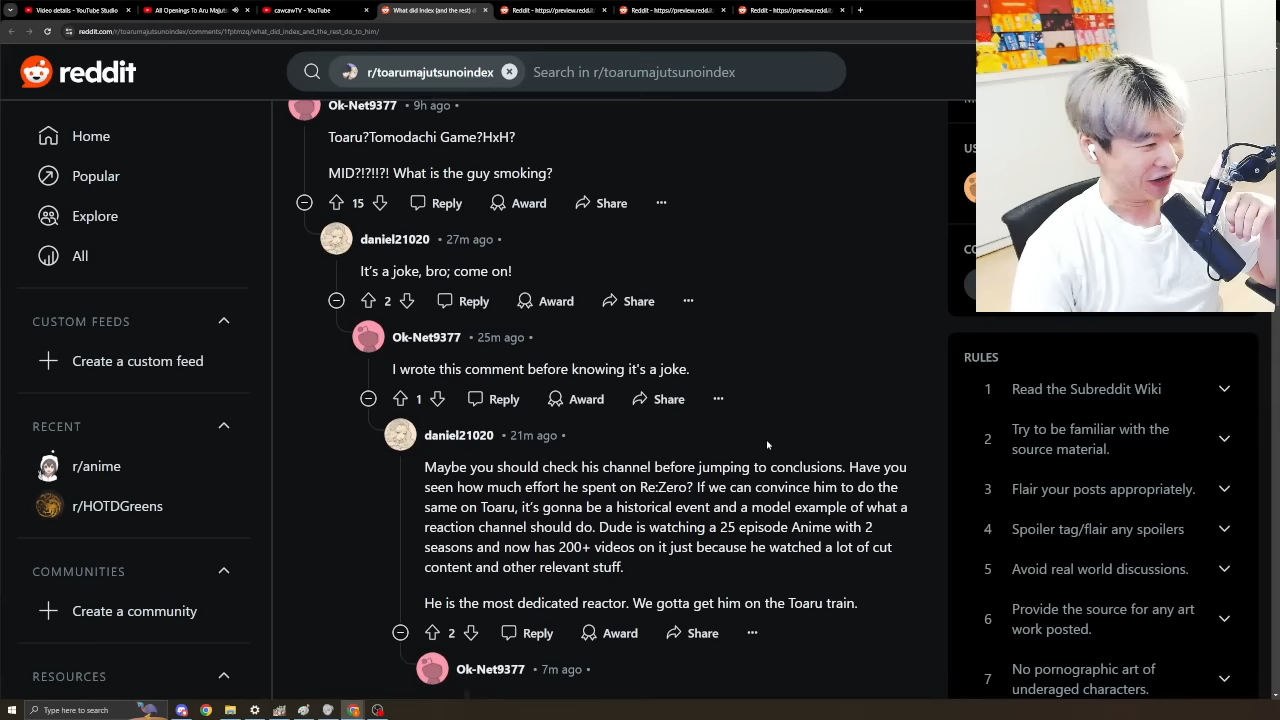 Video details - YouTube Studio
All Openings To Aru Majuts
cawcawTV - YouTube
What did Index (and the rest) d
Reddit - https://preview.redd.i
Reddit - https://preview.redd.i
Reddit - https://preview.redd.i
reddit.com/r/toarumajutsunoindex/comments/1fptmzq/what_did_index_and_the_rest_do_to_him/
reddit
r/toarumajutsunoindex
Search in r/toarumajutsunoindex
Home
Popular
Explore
All
CUSTOM FEEDS
Create a custom feed
RECENT
r/anime
r/HOTDGreens
COMMUNITIES
Create a community
RESOURCES
Ok-Net9377 • 9h ago •
Toaru?Tomodachi Game?HxH?
MID?!?!!?! What is the guy smoking?
15 Reply Award Share
daniel21020 • 27m ago •
It's a joke, bro; come on!
2 Reply Award Share
Ok-Net9377 • 25m ago •
I wrote this comment before knowing it's a joke.
1 Reply Award Share
daniel21020 • 21m ago •
Maybe you should check his channel before jumping to conclusions. Have you
seen how much effort he spent on Re:Zero? If we can convince him to do the
same on Toaru, it's gonna be a historical event and a model example of what a
reaction channel should do. Dude is watching a 25 episode Anime with 2
seasons and now has 200+ videos on it just because he watched a lot of cut
content and other relevant stuff.
He is the most dedicated reactor. We gotta get him on the Toaru train.
2 Reply Award Share
Ok-Net9377 • 7m ago •
US
RULES
1 Read the Subreddit Wiki
2 Try to be familiar with the
source material.
3 Flair your posts appropriately.
4 Spoiler tag/flair any spoilers
5 Avoid real world discussions.
6 Provide the source for any art
work posted.
7 No pornographic art of
underaged characters.
Type here to search